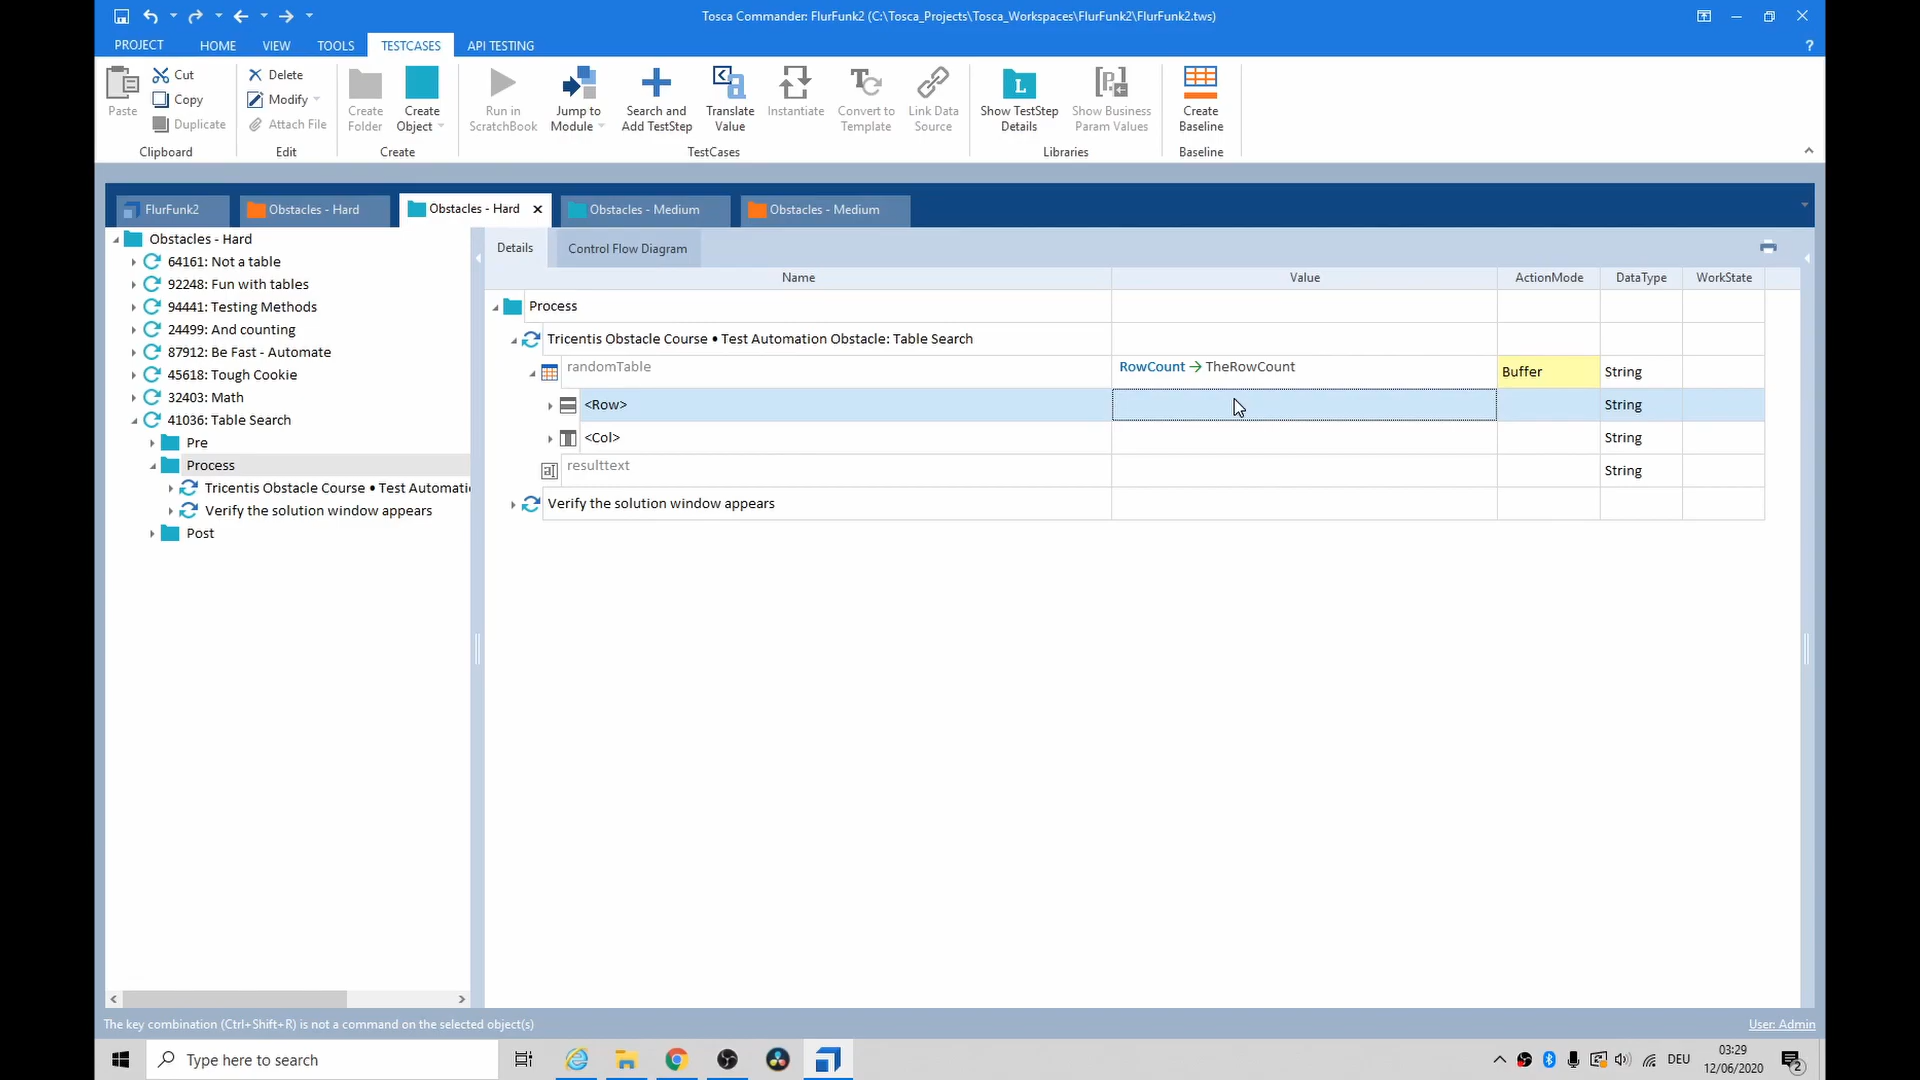 Tosca Commander: FlurFunk2 (C:\Tosca_Projects\Tosca_Workspaces\FlurFunk2\FlurFunk2.tws)
PROJECT HOME VIEW TOOLS TESTCASES API TESTING ?
Paste
Cut
Copy
Duplicate
Clipboard
Delete
Modify
Attach File
Edit
Create Folder
Create Object
Create
Run in ScratchBook
Jump to Module
Search and Add TestStep
Translate Value
Instantiate
Convert to Template
Link Data Source
TestCases
Show TestStep Details
Show Business Param Values
Libraries
Create Baseline
Baseline
FlurFunk2 Obstacles - Hard Obstacles - Hard Obstacles - Medium Obstacles - Medium
Obstacles - Hard
64161: Not a table
92248: Fun with tables
94441: Testing Methods
24499: And counting
87912: Be Fast - Automate
45618: Tough Cookie
32403: Math
41036: Table Search
Pre
Process
Tricentis Obstacle Course • Test Automati
Verify the solution window appears
Post
Details Control Flow Diagram
Name Value ActionMode DataType WorkState
Process
Tricentis Obstacle Course • Test Automation Obstacle: Table Search
randomTable RowCount → TheRowCount Buffer String
<Row> String
<Col> String
resulttext String
Verify the solution window appears
The key combination (Ctrl+Shift+R) is not a command on the selected object(s) User: Admin
Type here to search DEU 03:29
12/06/2020 2